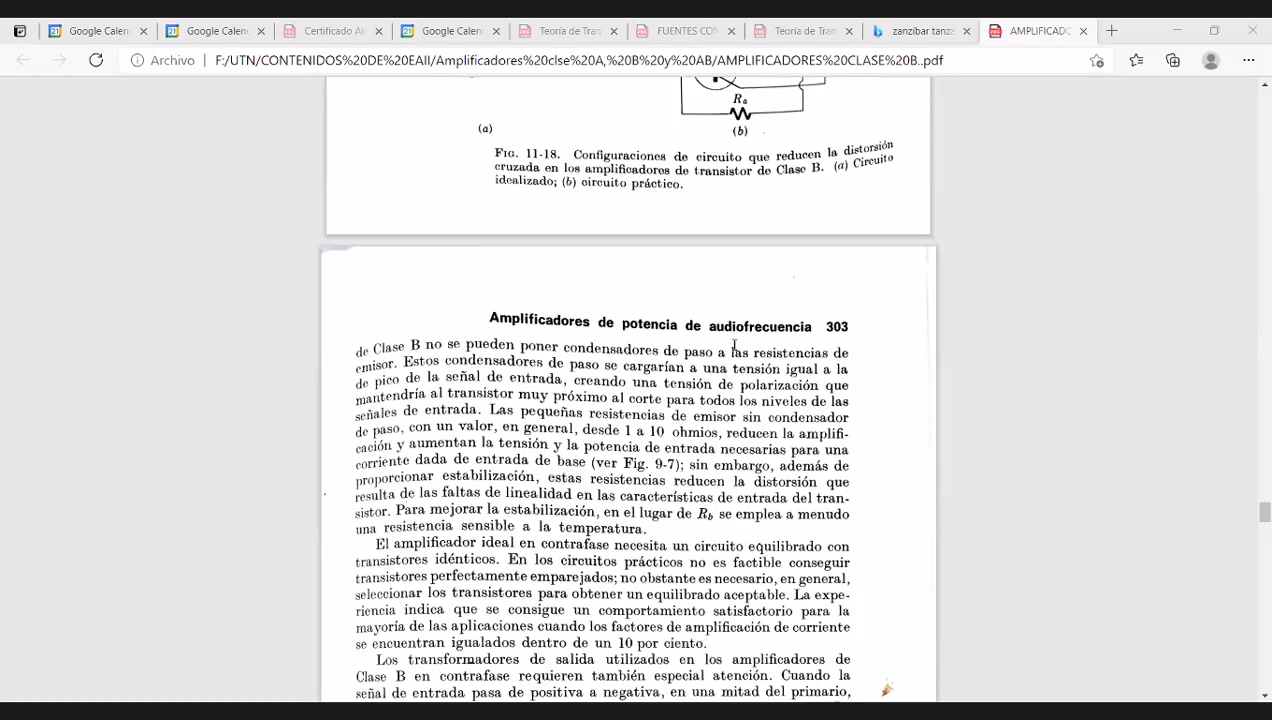 Google Calen
Google Calen
Certificado Al
Google Calen
Teoría de Tran
FUENTES CON
Teoría de Tran
zanzibar tanza
AMPLIFICADO
Archivo
F:/UTN/CONTENIDOS%20DE%20EAII/Amplificadores%20clse%20A,%20B%20y%20AB/AMPLIFICADORES%20CLASE%20B..pdf
Ra
(a)
(b)
FIG. 11-18. Configuraciones de circuito que reducen la distorsión
cruzada en los amplificadores de transistor de Clase B. (a) Circuito
idealizado; (b) circuito práctico.
Amplificadores de potencia de audiofrecuencia 303
de Clase B no se pueden poner condensadores de paso a las resistencias de
emisor. Estos condensadores de paso se cargarían a una tensión igual a la
de pico de la señal de entrada, creando una tensión de polarización que
mantendría al transistor muy próximo al corte para todos los niveles de las
señales de entrada. Las pequeñas resistencias de emisor sin condensador
de paso, con un valor, en general, desde 1 a 10 ohmios, reducen la amplifi-
cación y aumentan la tensión y la potencia de entrada necesarias para una
corriente dada de entrada de base (ver Fig. 9-7); sin embargo, además de
proporcionar estabilización, estas resistencias reducen la distorsión que
resulta de las faltas de linealidad en las características de entrada del tran-
sistor. Para mejorar la estabilización, en el lugar de Rb se emplea a menudo
una resistencia sensible a la temperatura.
El amplificador ideal en contrafase necesita un circuito equilibrado con
transistores idénticos. En los circuitos prácticos no es factible conseguir
transistores perfectamente emparejados; no obstante es necesario, en general,
seleccionar los transistores para obtener un equilibrado aceptable. La expe-
riencia indica que se consigue un comportamiento satisfactorio para la
mayoría de las aplicaciones cuando los factores de amplificación de corriente
se encuentran igualados dentro de un 10 por ciento.
Los transformadores de salida utilizados en los amplificadores de
Clase B en contrafase requieren también especial atención. Cuando la
señal de entrada pasa de positiva a negativa, en una mitad del primario,